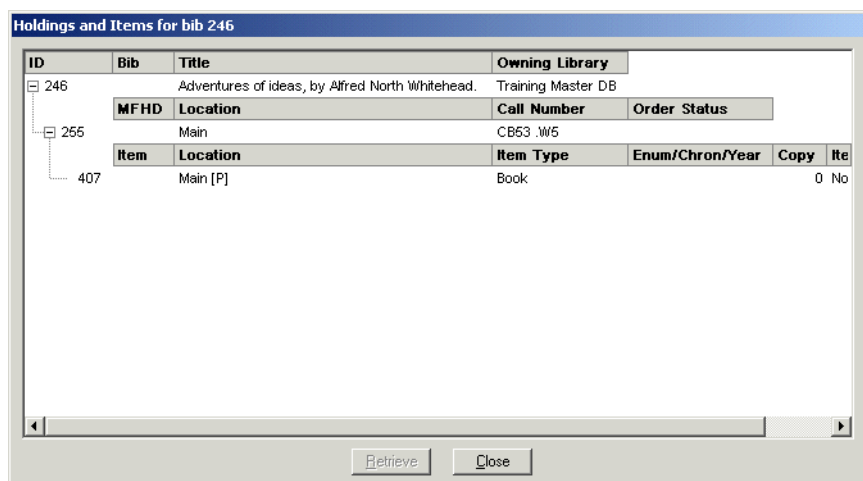 Holdings and Items for bib 246
ID Bib Title Owning Library
246 Adventures of ideas, by Alfred North Whitehead. Training Master DB
MFHD Location Call Number Order Status
255 Main CB53 .W5
Item Location Item Type Enum/Chron/Year Copy Ite
407 Main [P] Book 0 No
Retrieve Close